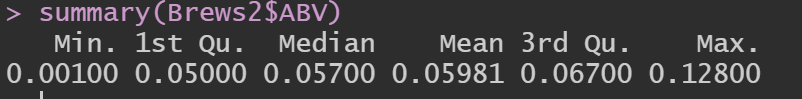 > summary(Brews2$ABV)
Min. 1st Qu. Median Mean 3rd Qu. Max.
0.00100 0.05000 0.05700 0.05981 0.06700 0.12800